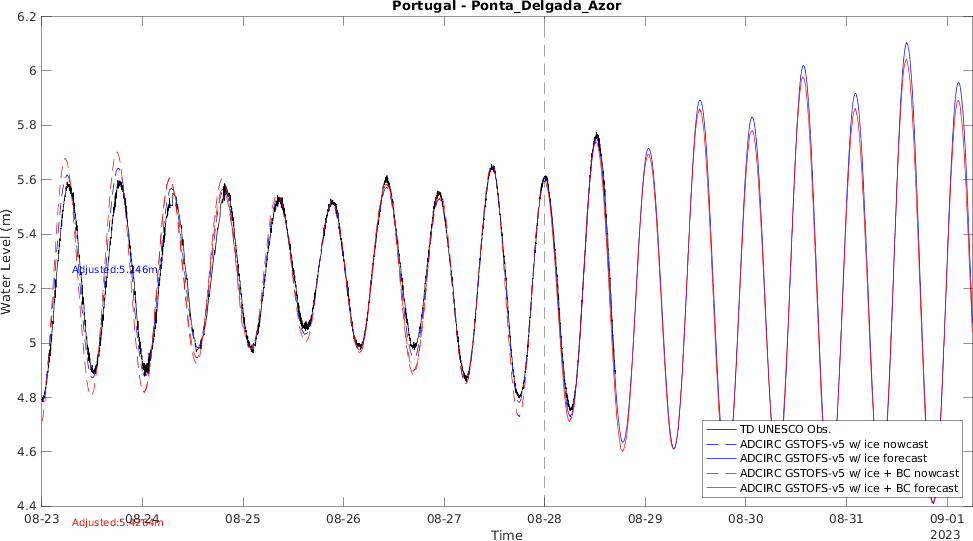 Portugal - Ponta_Delgada_Azor
6.2
6
5.8
5.6
5.4
5.2
5
4.8
4.6
4.4
Water Level (m)
Adjusted:5.246m
TD UNESCO Obs.
ADCIRC GSTOFS-v5 w/ ice nowcast
ADCIRC GSTOFS-v5 w/ ice forecast
ADCIRC GSTOFS-v5 w/ ice + BC nowcast
ADCIRC GSTOFS-v5 w/ ice + BC forecast
08-23 08-24 08-25 08-26 08-27 08-28 08-29 08-30 08-31 09-01
Adjusted:5.4264m
Time
2023